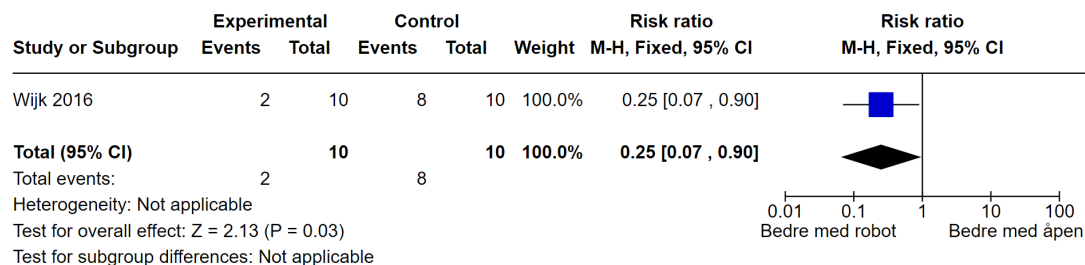 Experimental Control Risk ratio Risk ratio
Study or Subgroup Events Total Events Total Weight M-H, Fixed, 95% CI M-H, Fixed, 95% CI
Wijk 2016 2 10 8 10 100.0% 0.25 [0.07 , 0.90]
Total (95% CI) 10 10 100.0% 0.25 [0.07 , 0.90]
Total events: 2 8
Heterogeneity: Not applicable
Test for overall effect: Z = 2.13 (P = 0.03)
Test for subgroup differences: Not applicable
0.01 0.1 1 10 100
Bedre med robot Bedre med åpen